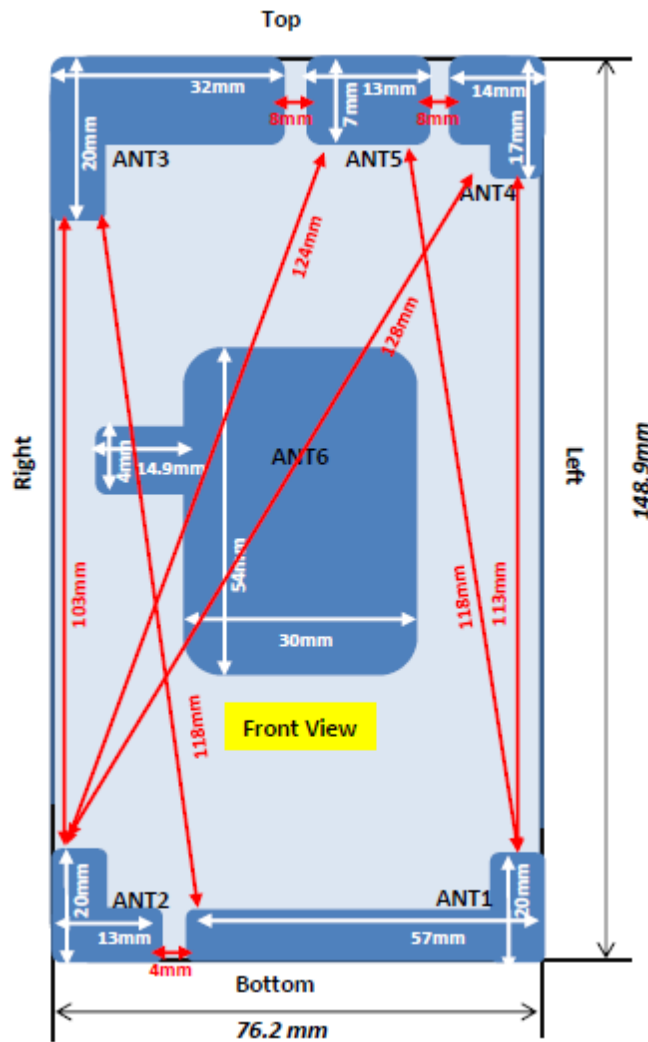 Top
32mm
13mm
14mm
8mm
7mm
8mm
20mm
17mm
ANT3
ANT5
ANT4
124mm
128mm
Right
4mm
14.9mm
ANT6
Left
148.9mm
54mm
103mm
118mm
113mm
30mm
118mm
Front View
20mm
ANT2
ANT1
20mm
13mm
57mm
4mm
Bottom
76.2 mm